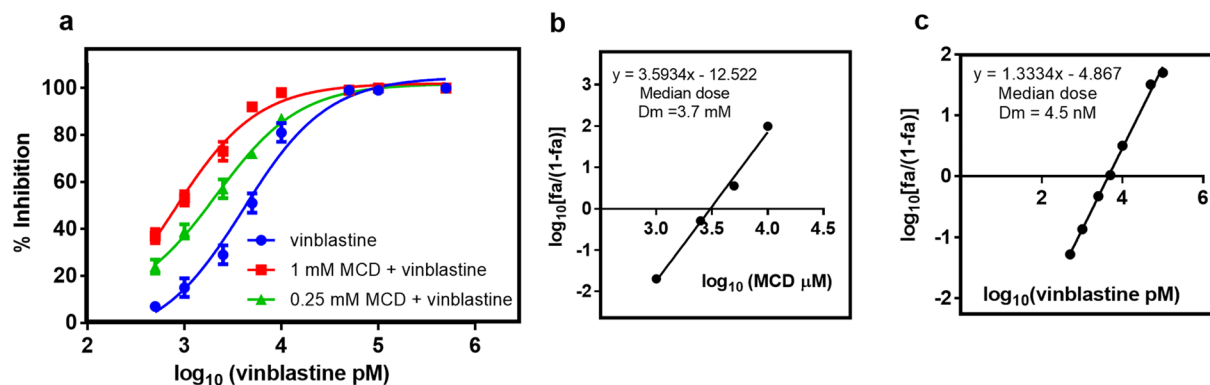 a
% Inhibition
100
80
60
40
20
0
2
3
4
5
6
log10 (vinblastine pM)
vinblastine
1 mM MCD + vinblastine
0.25 mM MCD + vinblastine
b
y = 3.5934x - 12.522
Median dose
Dm =3.7 mM
log10[fa/(1-fa)]
3
2
1
0
-1
-2
3.0
3.5
4.0
4.5
log10 (MCD μM)
c
y = 1.3334x - 4.867
Median dose
Dm = 4.5 nM
log10[fa/(1-fa)]
2
1
0
-1
-2
2
4
6
log10(vinblastine pM)